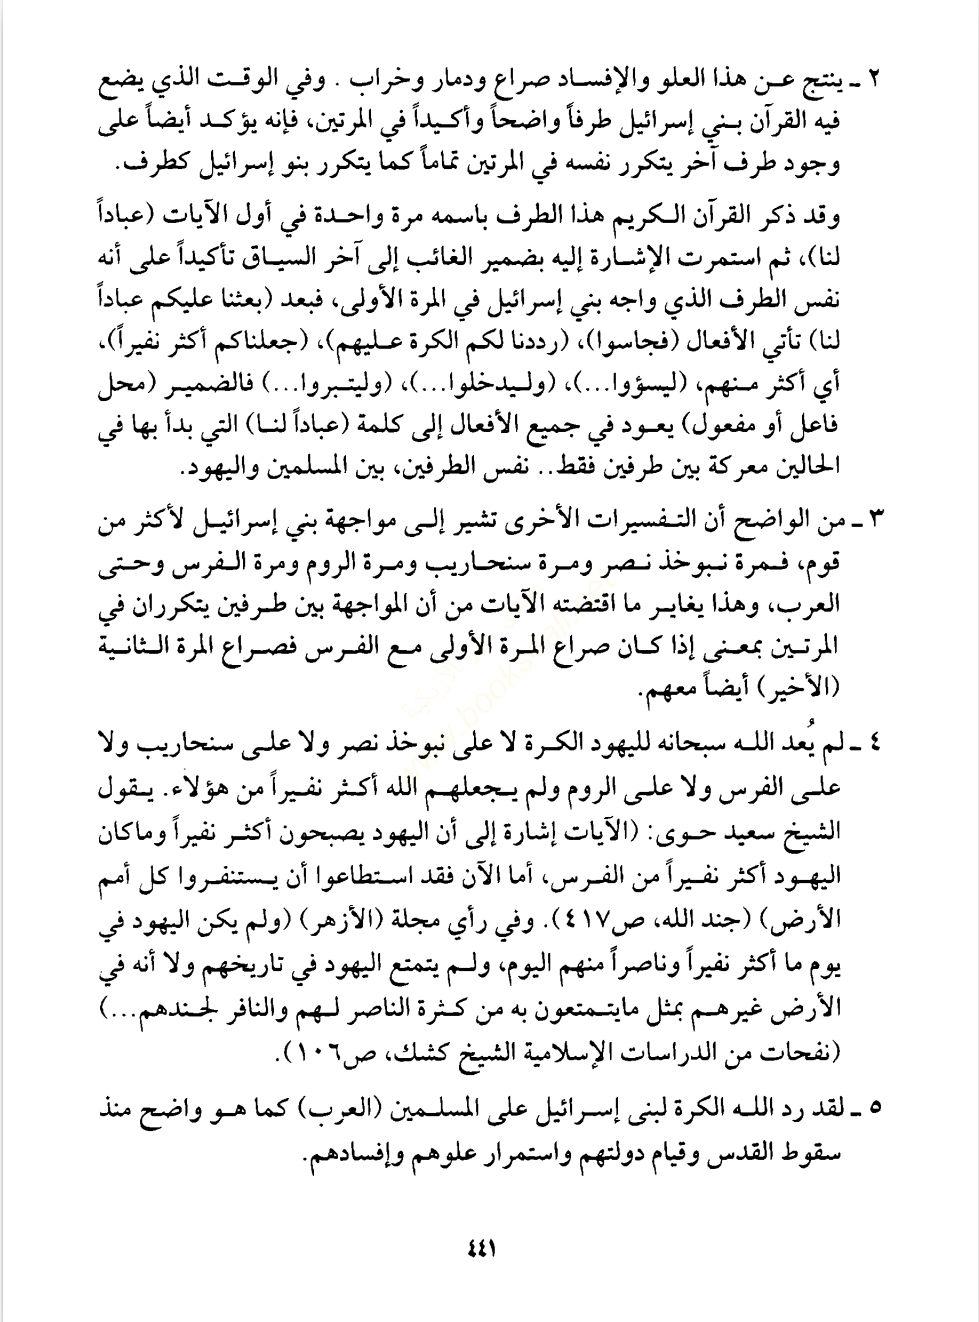 ٢ ـ ينتج عن هذا العلو والإفساد صراع ودمار وخراب . وفي الوقت الذي يضع
فيه القرآن بني إسرائيل طرفاً واضحاً وأكيداً في المرتين، فإنه يؤكد أيضاً على
وجود طرف آخر يتكرر نفسه في المرتين تماماً كما يتكرر بنو إسرائيل كطرف.
وقد ذكر القرآن الكريم هذا الطرف باسمه مرة واحدة في أول الآيات (عباداً
لنا)، ثم استمرت الإشارة إليه بضمير الغائب إلى آخر السياق تأكيداً على أنه
نفس الطرف الذي واجه بني إسرائيل في المرة الأولى، فبعد (بعثنا عليكم عباداً
لنا) تأتي الأفعال (فجاسوا)، (رددنا لكم الكرة عليهم)، (جعلناكم أكثر نفيراً)،
أي أكثر منهم، (ليسؤوا...)، (وليدخلوا...)، (وليتبروا...) فالضمير (محل
فاعل أو مفعول) يعود في جميع الأفعال إلى كلمة (عباداً لنا) التي بدأ بها في
الحالين معركة بين طرفين فقط.. نفس الطرفين، بين المسلمين واليهود.
٣ ـ من الواضح أن التفسيرات الأخرى تشير إلى مواجهة بني إسرائيل لأكثر من
قوم، فمرة نبوخذ نصر ومرة سنحاريب ومرة الروم ومرة الفرس وحتى
العرب، وهذا يغاير ما اقتضته الآيات من أن المواجهة بين طرفين يتكرران في
المرتين بمعنى إذا كان صراع المرة الأولى مع الفرس فصراع المرة الثانية
(الأخير) أيضاً معهم.
٤ ـ لم يُعد الله سبحانه لليهود الكرة لا على نبوخذ نصر ولا على سنحاريب ولا
على الفرس ولا على الروم ولم يجعلهم الله أكثر نفيراً من هؤلاء. يقول
الشيخ سعيد حوى: (الآيات إشارة إلى أن اليهود يصبحون أكثر نفيراً وماكان
اليهود أكثر نفيراً من الفرس، أما الآن فقد استطاعوا أن يستنفروا كل أمم
الأرض) (جند الله، ص٤١٧). وفي رأي مجلة (الأزهر) (ولم يكن اليهود في
يوم ما أكثر نفيراً وناصراً منهم اليوم، ولم يتمتع اليهود في تاريخهم ولا أنه في
الأرض غيرهم بمثل مايتمتعون به من كثرة الناصر لهم والنافر لجندهم...)
(نفحات من الدراسات الإسلامية الشيخ كشك، ص١٠٦).
٥ ـ لقد رد الله الكرة لبنى إسرائيل على المسلمين (العرب) كما هو واضح منذ
سقوط القدس وقيام دولتهم واستمرار علوهم وإفسادهم.
٤٤١